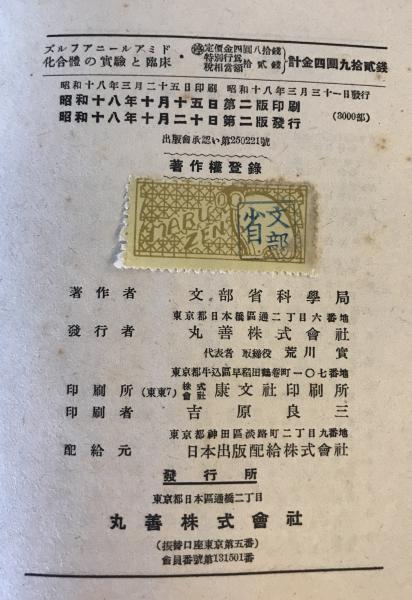 ズルフアニールアミド
化合體の實驗と臨床・
停 定價金四圓八拾錢
特別行爲
稅相當額 拾貳錢
計金四圓九拾貳錢
昭和十八年三月二十五日印刷 昭和十八年三月三十一日發行
昭和十八年十月十五日第二版印刷
昭和十八年十月二十日第二版發行
(3000部)
出版會承認い第250221號
著作權登錄
MARUZEN
文部省
著作者 文部省科學局
東京都日本橋區通二丁目六番地
發行者 丸善株式會社
代表者 取締役 荒川實
東京都牛込區早稻田鶴卷町一〇七番地
印刷所 (東東7) 株式會社 康文社印刷所
印刷者 吉原良三
東京都神田區淡路町二丁目九番地
配給元 日本出版配給株式會社
發行所
東京都日本區通橋二丁目
丸善株式會社
(振替口座東京第五番)
會員番號第131501番